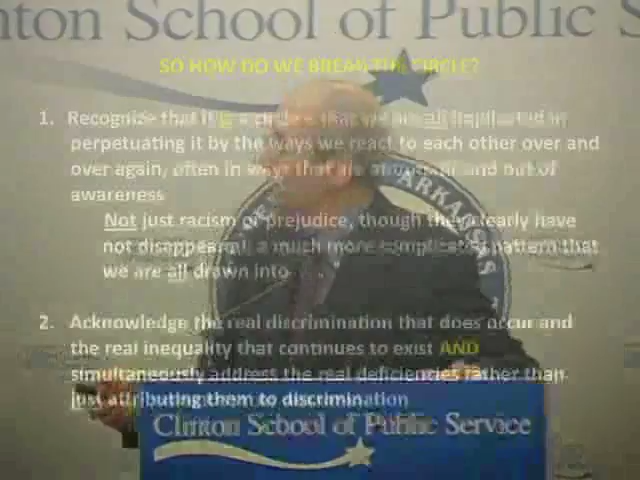 nton School of Public S
SO HOW DO WE BREAK THE CIRCLE?
1. Recognize that it is a circle & that we are all implicated in
perpetuating it by the ways we react to each other over and
over again, often in ways that are and out of
awareness
Not just racism or prejudice, though they clearly have
not disappeared, a much more complicated pattern that
we are all drawn into
ARKANSAS
2. Acknowledge the real discrimination that does occur and
the real inequality that continues to exist AND
simultaneously address the real deficiencies rather than
just attributing them to discrimination
Clinton School of Public Service